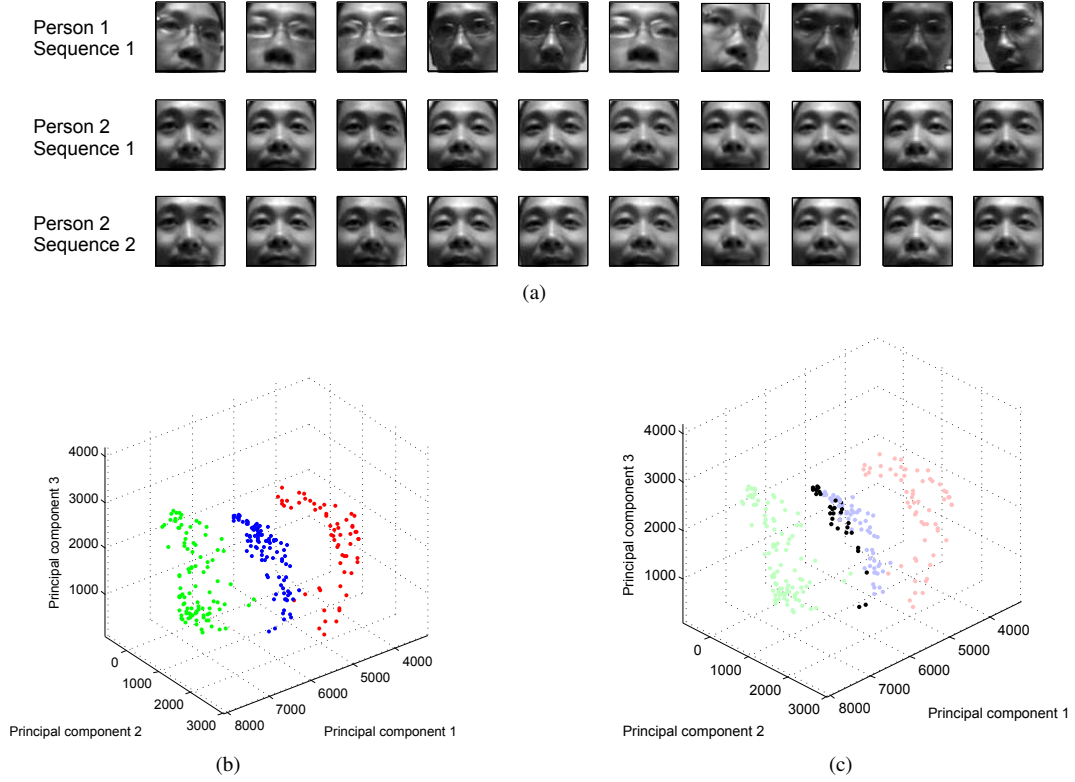 Person 1
Sequence 1
Person 2
Sequence 1
Person 2
Sequence 2
(a)
4000
3000
2000
1000
Principal component 3
0
1000
2000
3000
Principal component 2
8000
7000
6000
5000
4000
Principal component 1
(b)
4000
3000
2000
1000
Principal component 3
0
1000
2000
3000
Principal component 2
8000
7000
6000
5000
4000
Principal component 1
(c)